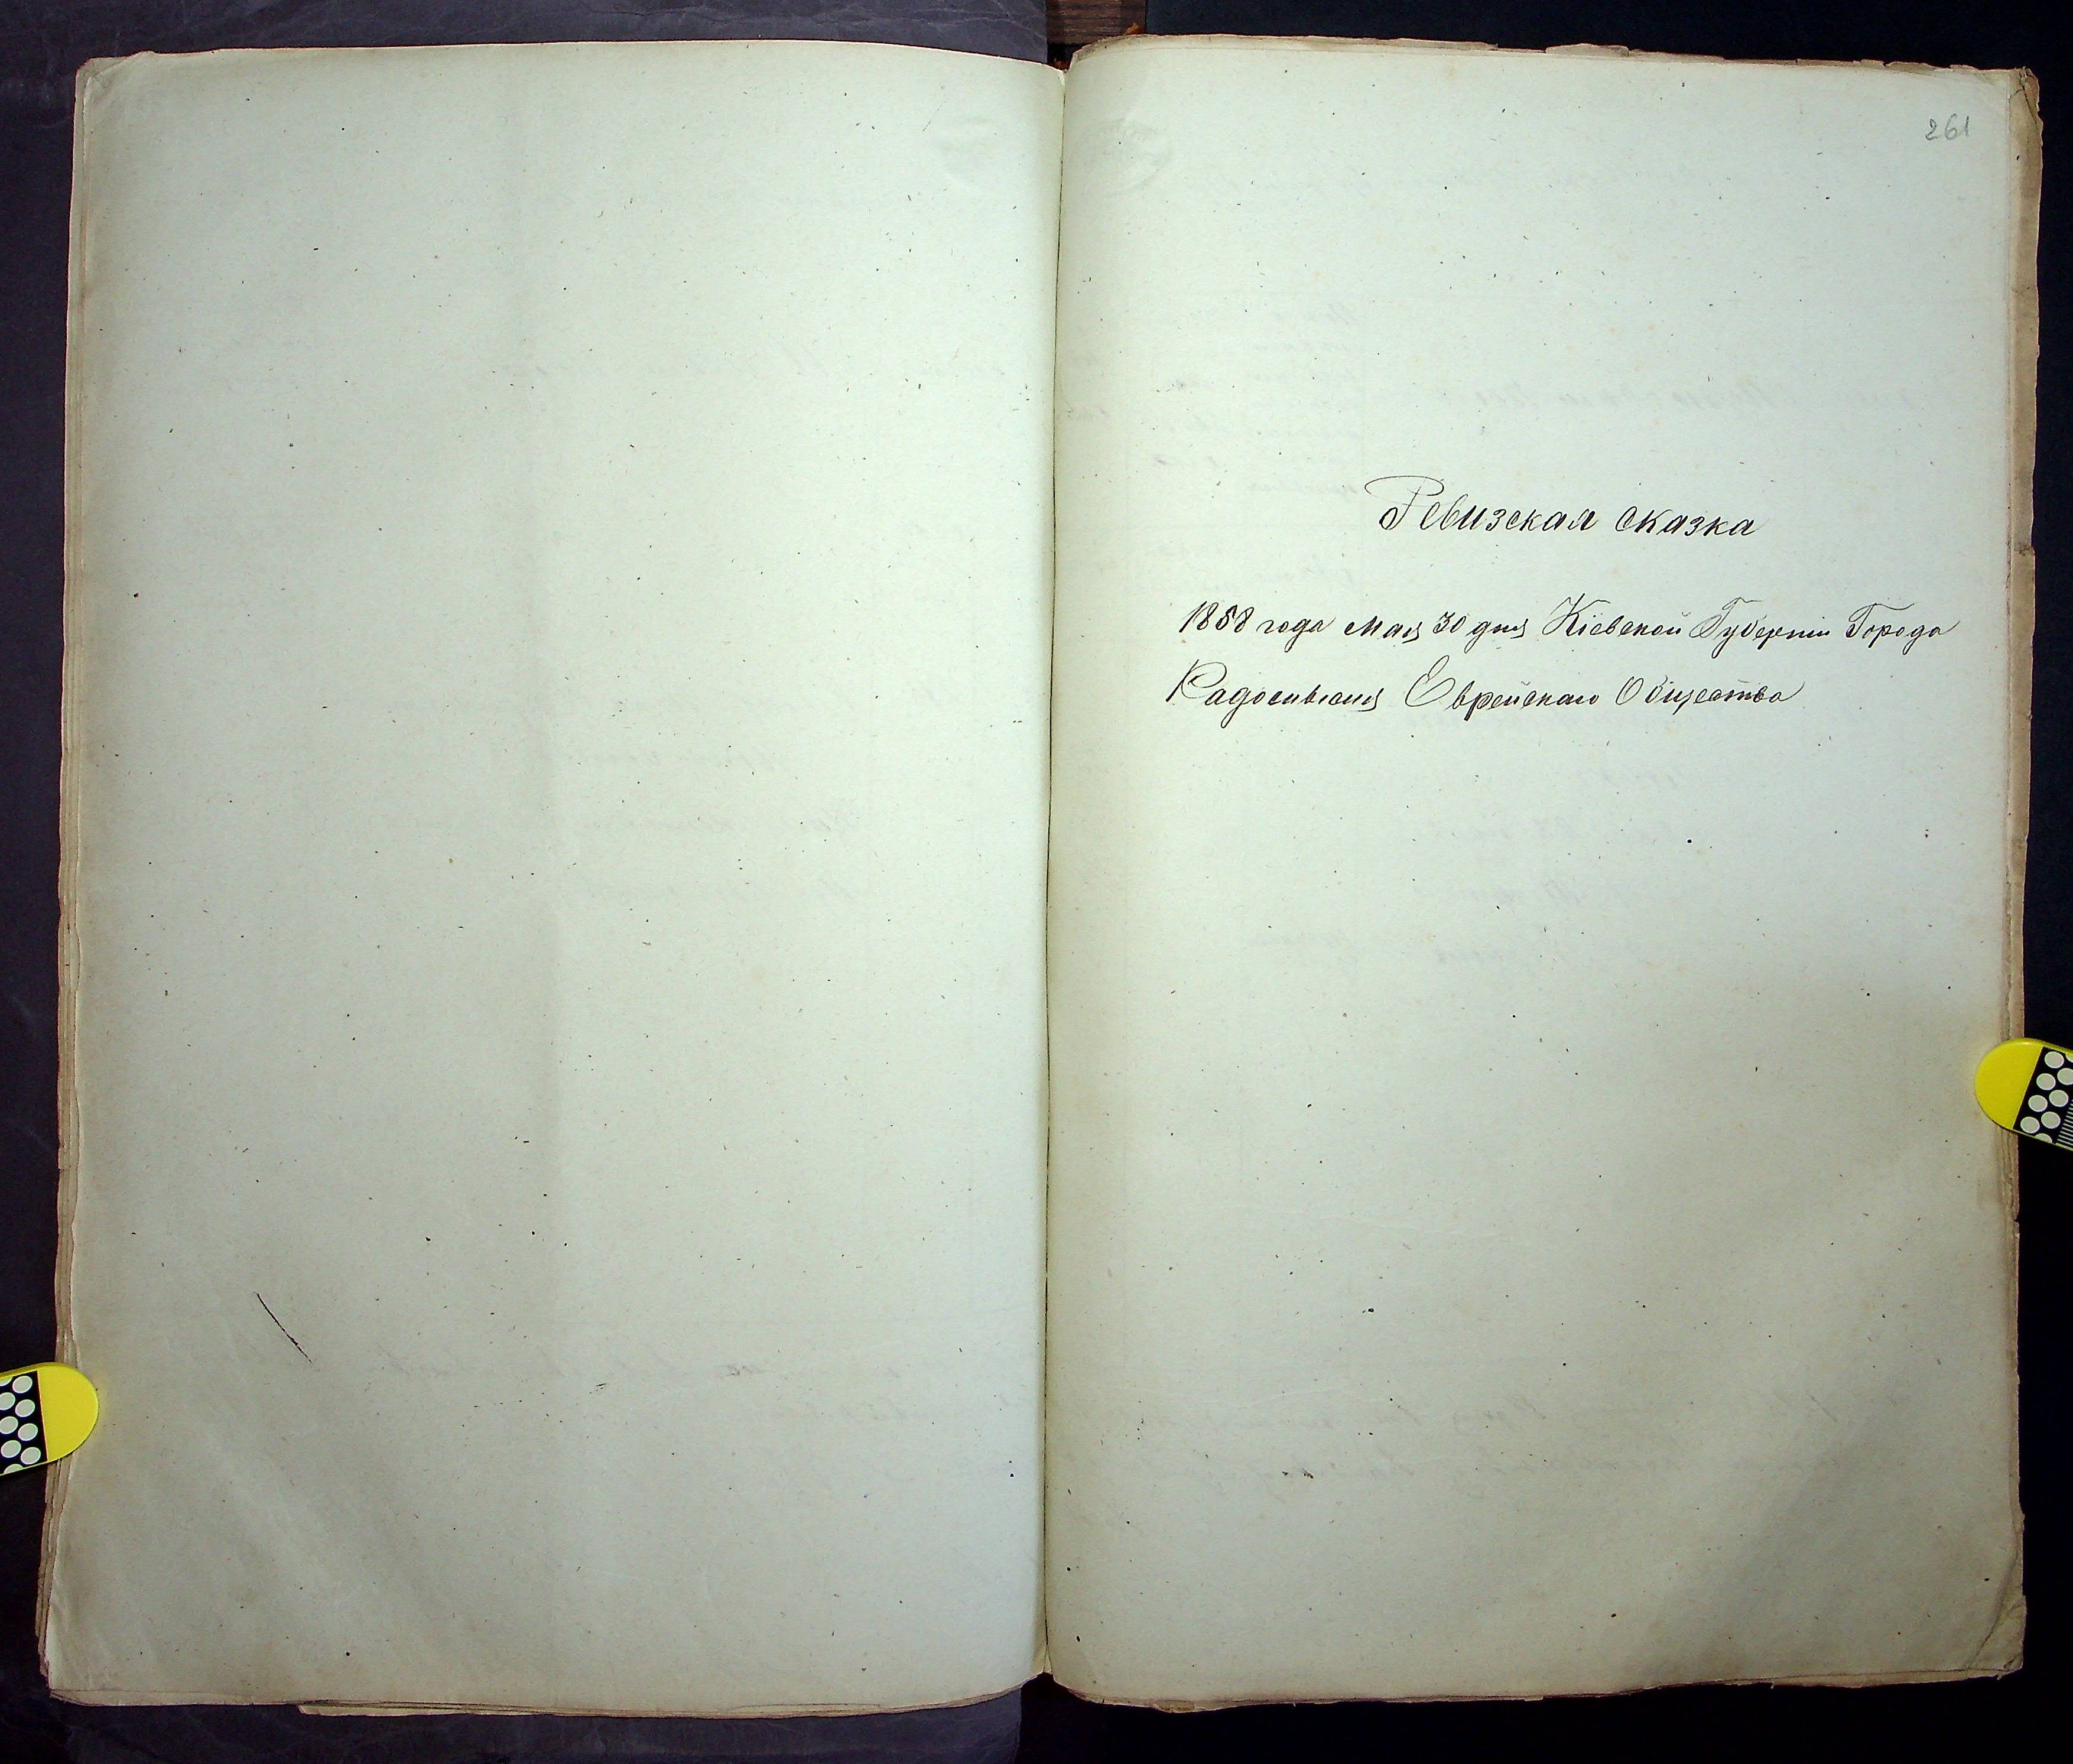 261
Ревизская сказка
1858 года Мая 30 дня Кіевской Губерніи Города
Радомысля Еврейскаго Общества